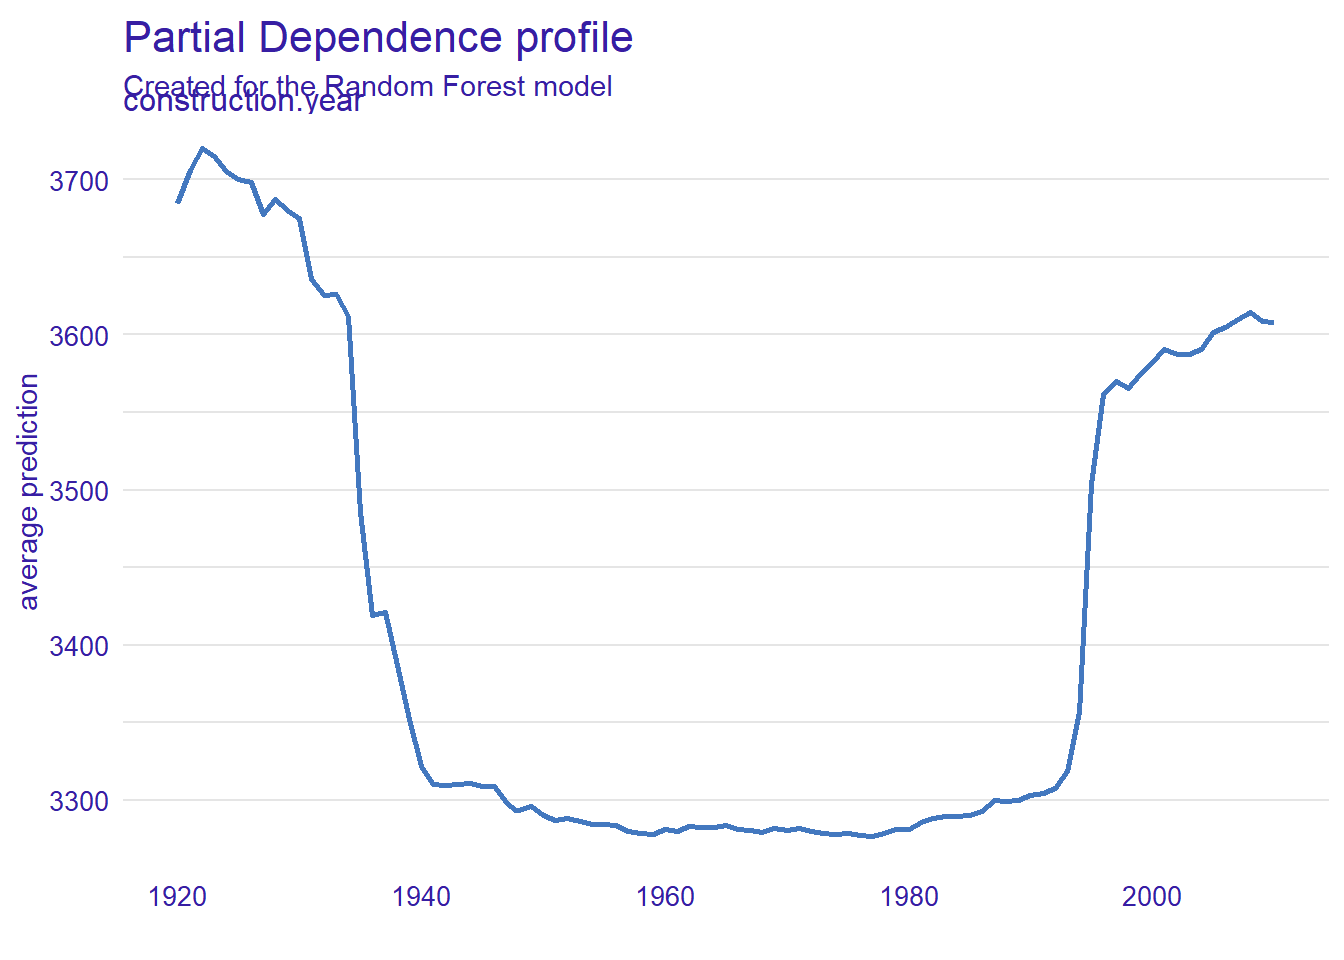 Partial Dependence profile
Created for the Random Forest model
construction.year
average prediction
3700
3600
3500
3400
3300
1920 1940 1960 1980 2000